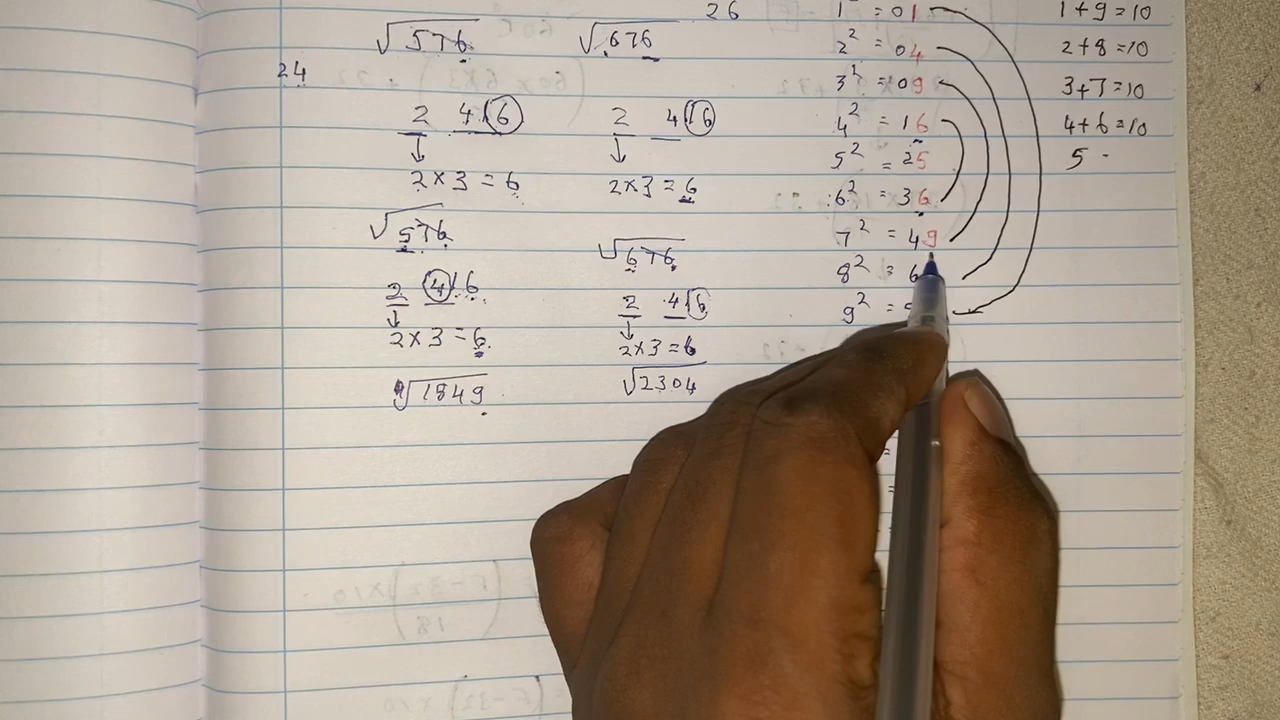 26
√576 √676
24
2 4/6
2 4/6
↓ ↓
2×3=6 2×3=6
√576 √676
2 4/6
2 4/6
↓ ↓
2×3=6 2×3=6
√1849 √2304
1² = 01
2² = 04
3² = 09
4² = 16
5² = 25
6² = 36
7² = 49
8² = 6
9² =
1+9=10
2+8=10
3+7=10
4+6=10
5